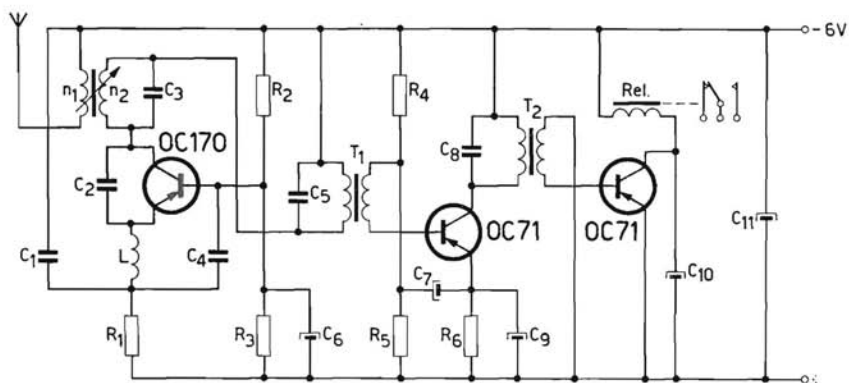 - 6V
n₁
n₂
C₃
R₂
R₄
Rel.
OC170
T₁
T₂
C₈
C₂
C₅
OC71
OC71
C₁₁
C₁
L
C₄
C₇
C₁₀
R₁
R₃
C₆
R₅
R₆
C₉